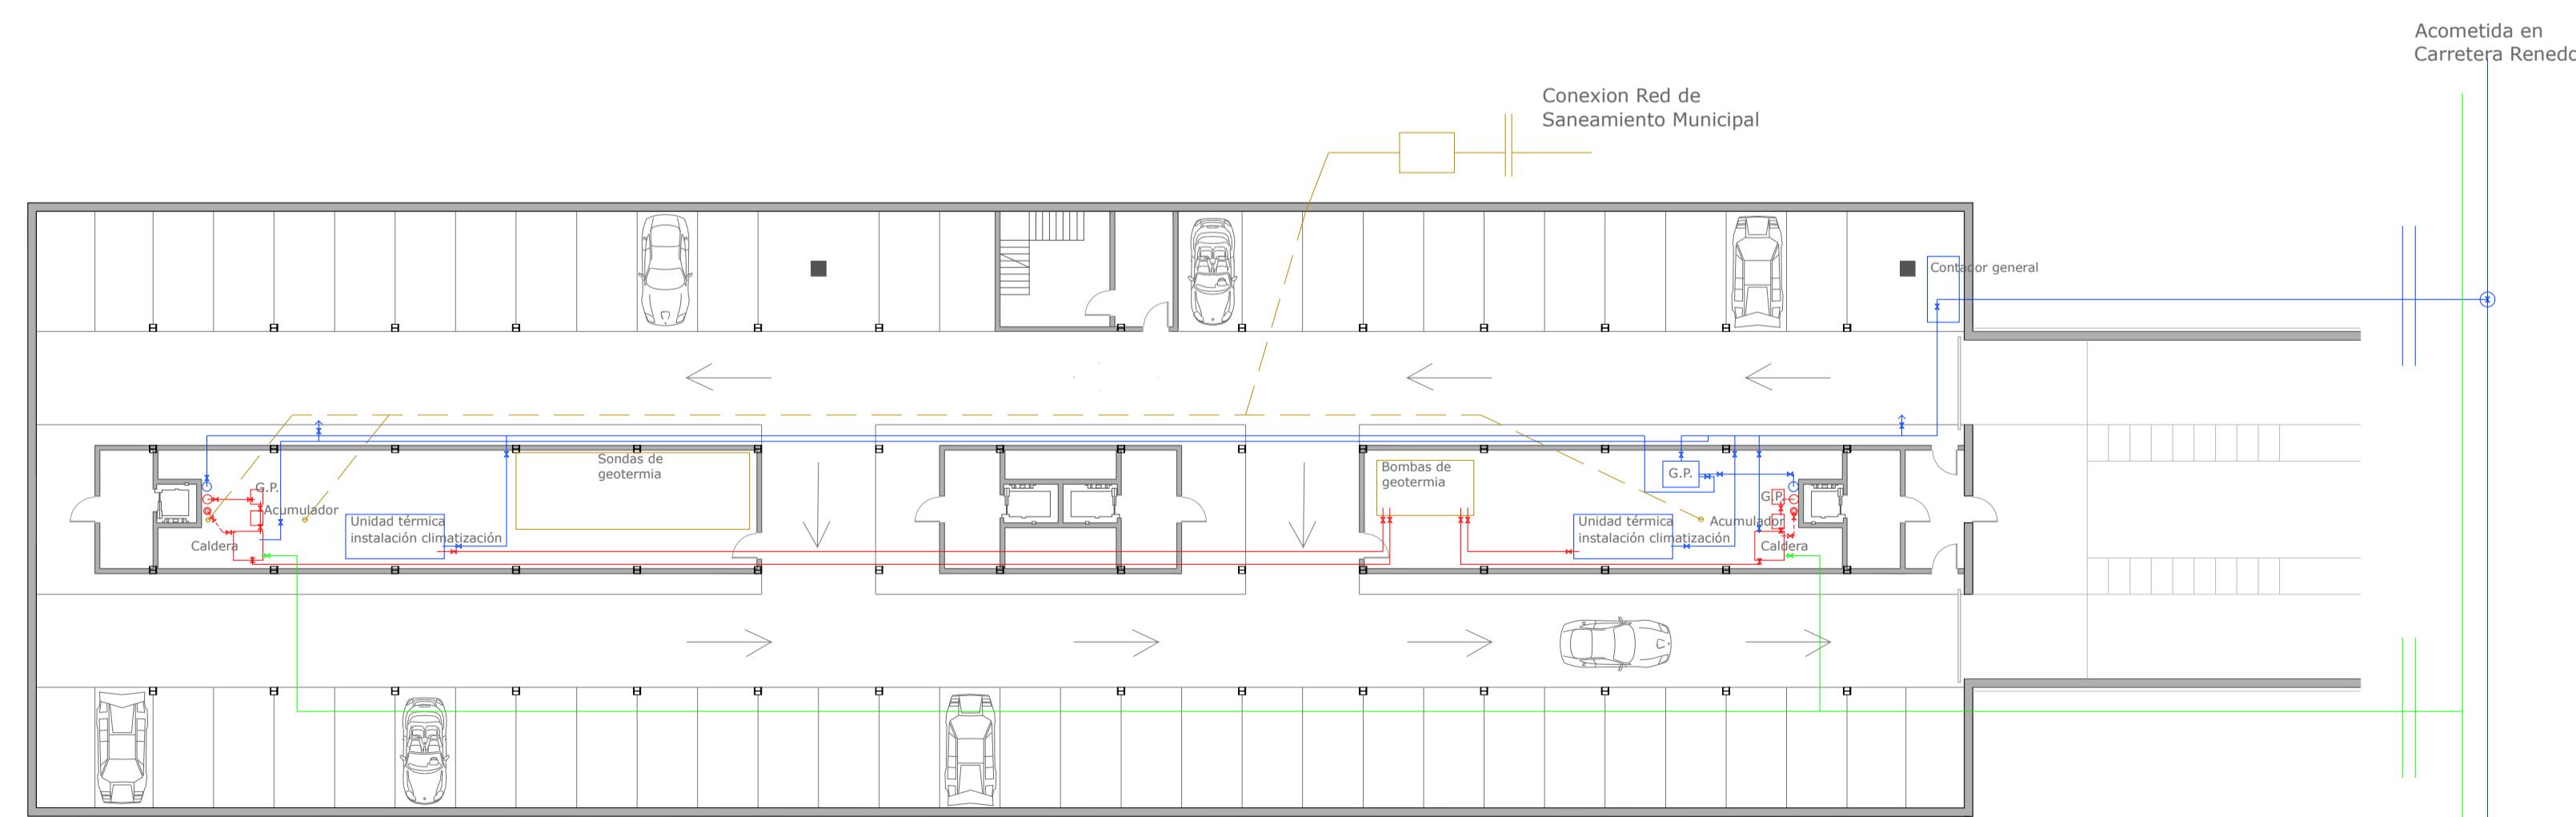 Acometida en
Carretera Renedo
Conexion Red de
Saneamiento Municipal
Contador general
Sondas de
geotermia
Bombas de
geotermia
G.P.
G.P.
G.P.
Acumulador
Acumulador
Unidad térmica
instalación climatización
Unidad térmica
instalación climatización
Caldera
Caldera